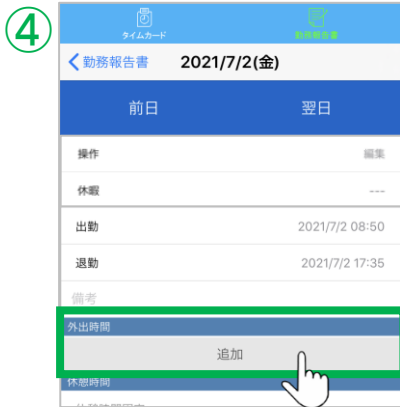 ④
タイムカード 勤務報告書
勤務報告書 2021/7/2(金)
前日 翌日
操作 編集
休暇 ---
出勤 2021/7/2 08:50
退勤 2021/7/2 17:35
備考
外出時間
追加
休憩時間